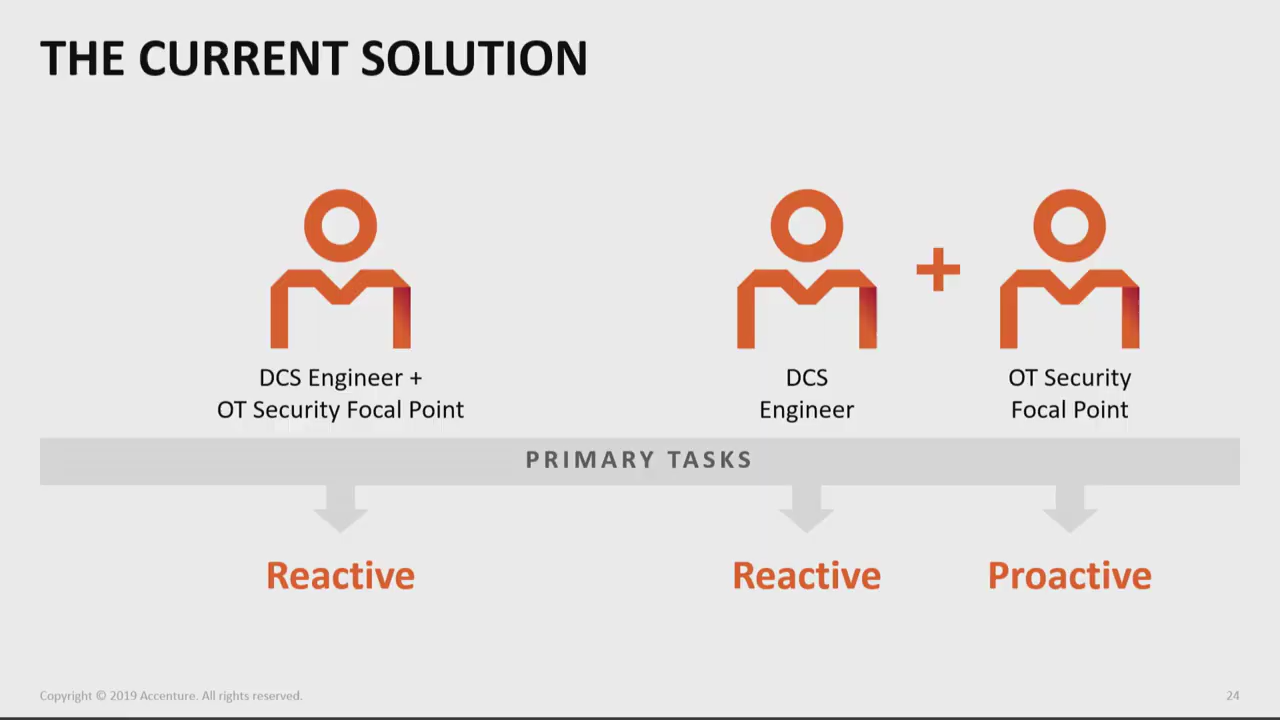 THE CURRENT SOLUTION
+
DCS Engineer +
OT Security Focal Point
DCS
Engineer
OT Security
Focal Point
PRIMARY TASKS
Reactive
Reactive
Proactive
Copyright © 2019 Accenture. All rights reserved.
24